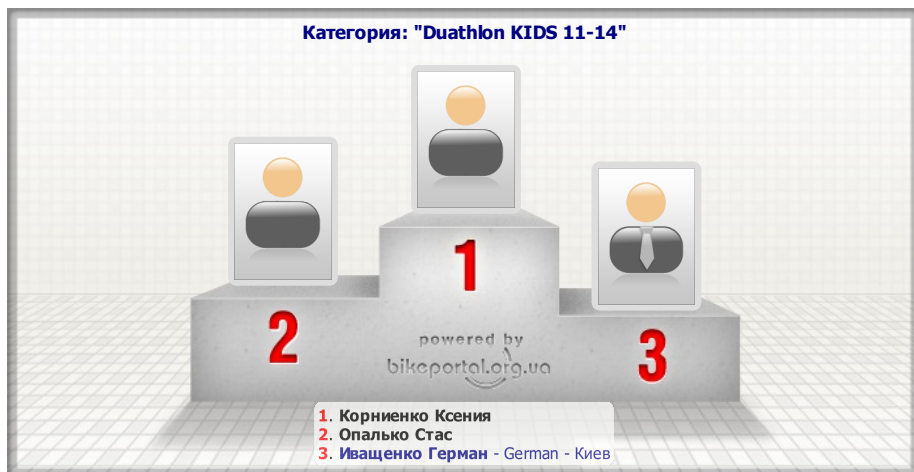 Категория: "Duathlon KIDS 11-14"
1
2
3
powered by
bikeportal.org.ua
1. Корниенко Ксения
2. Опалько Стас
3. Иващенко Герман - German - Киев